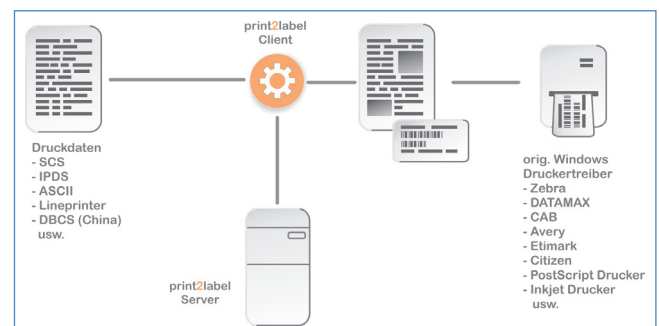 print2label
Client
Druckdaten
- SCS
- IPDS
- ASCII
- Lineprinter
- DBCS (China)
usw.
print2label
Server
orig. Windows
Druckertreiber
- Zebra
- DATAMAX
- CAB
- Avery
- Etimark
- Citizen
- PostScript Drucker
- Inkjet Drucker
usw.